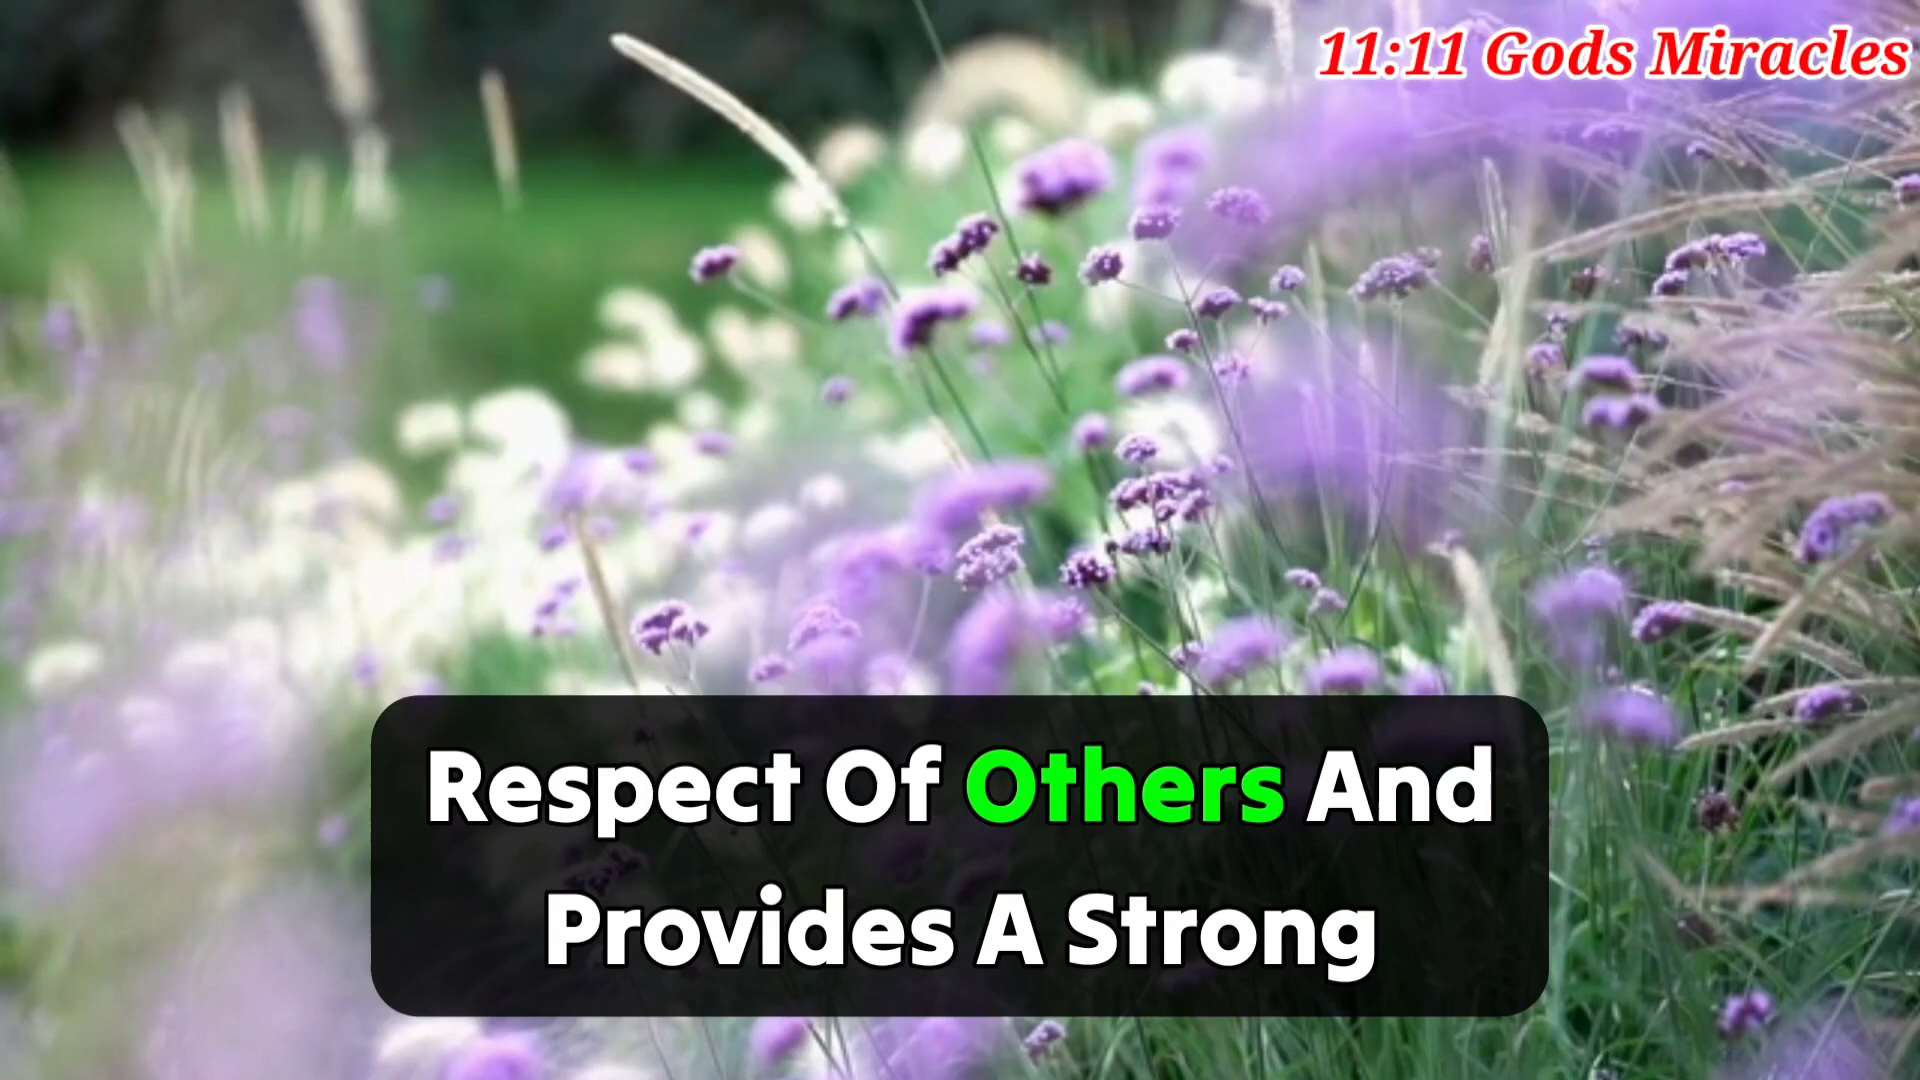 11:11 Gods Miracles
Respect Of Others And
Provides A Strong